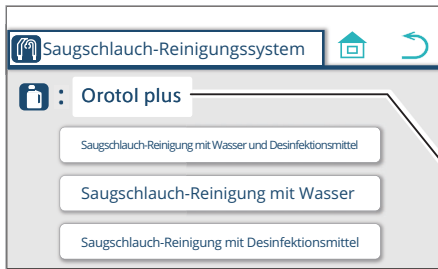 Saugschlauch-Reinigungssystem
: Orotol plus
Saugschlauch-Reinigung mit Wasser und Desinfektionsmittel
Saugschlauch-Reinigung mit Wasser
Saugschlauch-Reinigung mit Desinfektionsmittel